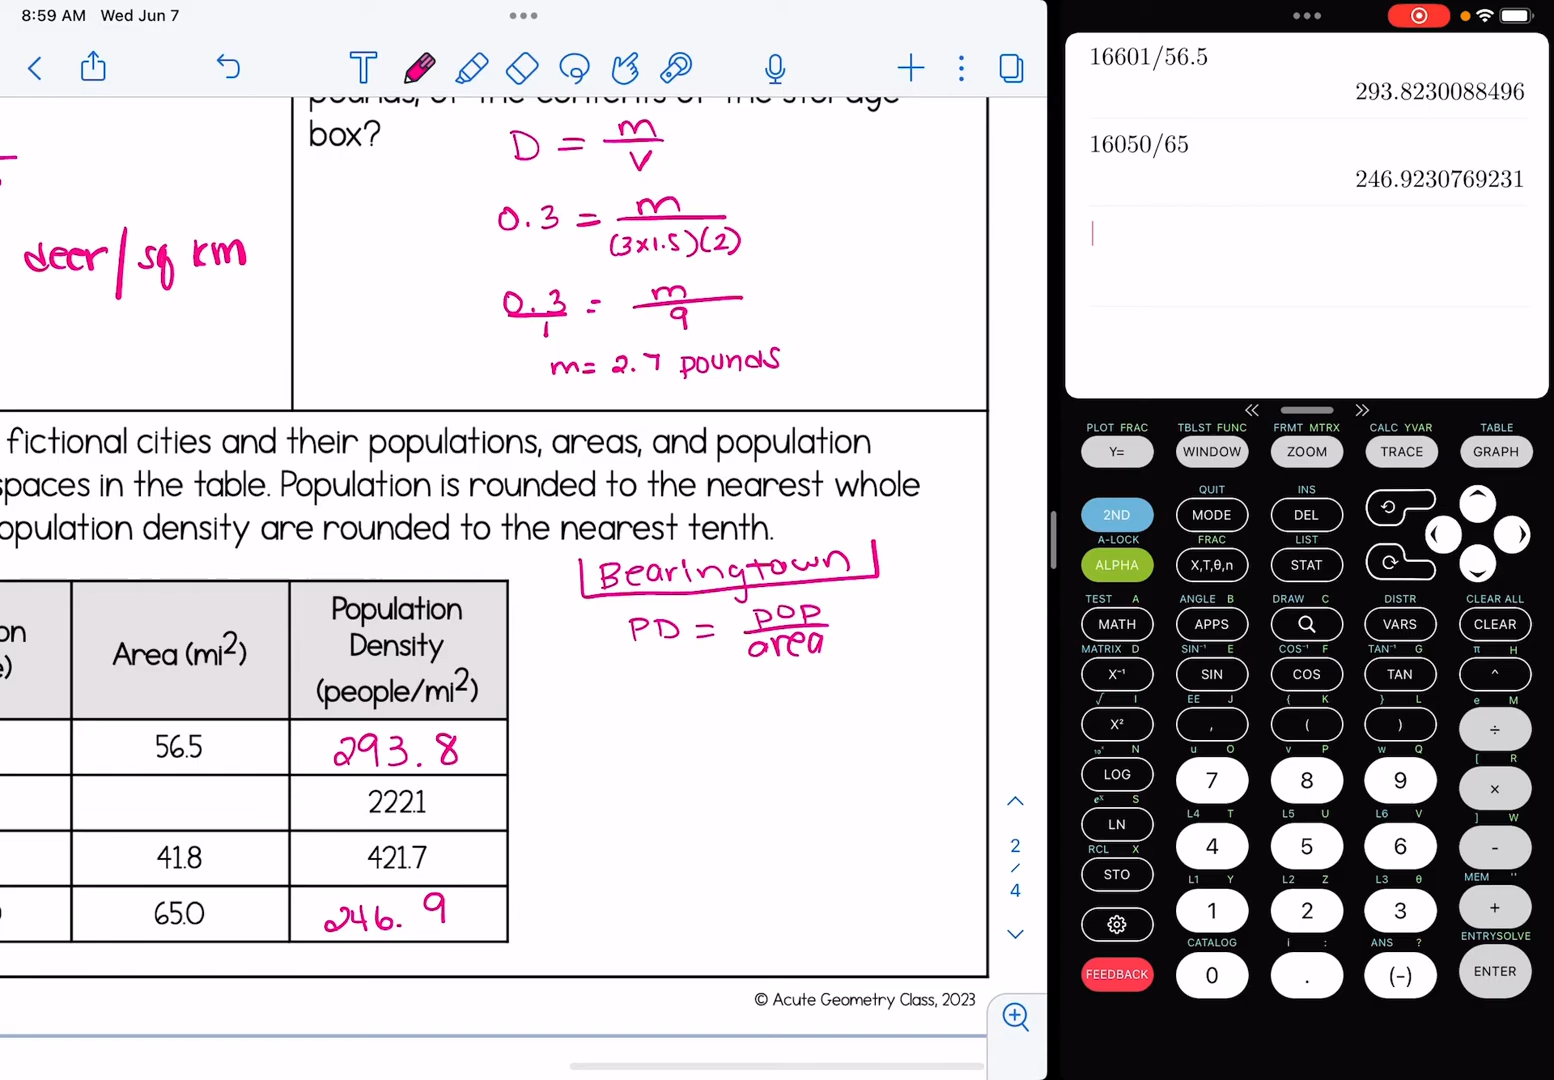 8:59 AM Wed Jun 7
box?
D = m/v
0.3 = m/(3x1.5)(2)
0.3/1 = m/9
m= 2.7 pounds
deer/sq km
fictional cities and their populations, areas, and population
spaces in the table. Population is rounded to the nearest whole
opulation density are rounded to the nearest tenth.
Bearingtown
PD = pop/area
Area (mi²)
Population
Density
(people/mi²)
56.5 293.8
222.1
41.8 421.7
65.0 246.9
2
/
4
© Acute Geometry Class, 2023
16601/56.5
293.8230088496
16050/65
246.9230769231
PLOT FRAC TBLST FUNC FRMT MTRX CALC YVAR TABLE
Y= WINDOW ZOOM TRACE GRAPH
QUIT INS
2ND MODE DEL
A-LOCK FRAC LIST
ALPHA X,T,θ,n STAT
TEST A ANGLE B DRAW C DISTR CLEAR ALL
MATH APPS VARS CLEAR
MATRIX D SIN⁻¹ E COS⁻¹ F TAN⁻¹ G π H
X⁻¹ SIN COS TAN ^
√ I EE J { K } L e M
X² , ( ) ÷
10ˣ N u O v P w Q [ R
LOG 7 8 9 ×
eˣ S L4 T L5 U L6 V ] W
LN 4 5 6 -
RCL X L1 Y L2 Z L3 θ MEM "
STO 1 2 3 +
CATALOG i : ANS ? ENTRYSOLVE
FEEDBACK 0 . (-) ENTER